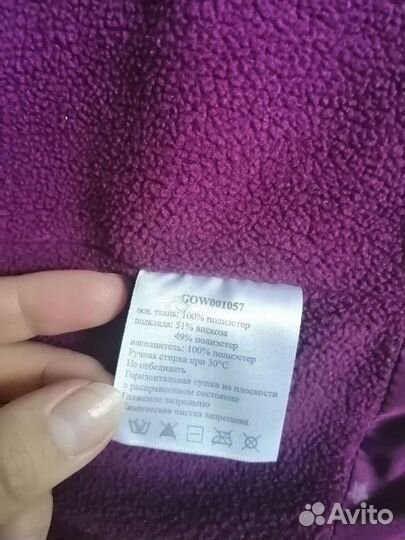 GOW001057
осн. ткань: 100% полиэстер
подклада: 51% вискоза
49% полиэстер
наполнитель: 100% полиэстер
Ручная стирка при 30°С
Не отбеливать
Горизонтальная сушка на плоскости
в расправленном состоянии
Глажение запрещено
Химическая чистка запрещена
Avito